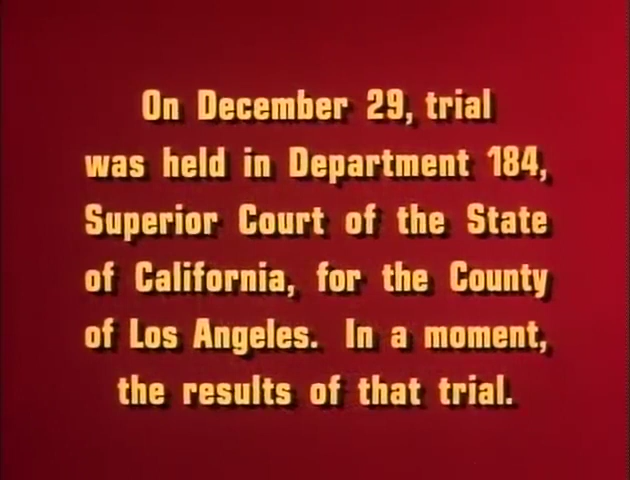 On December 29, trial
was held in Department 184,
Superior Court of the State
of California, for the County
of Los Angeles. In a moment,
the results of that trial.